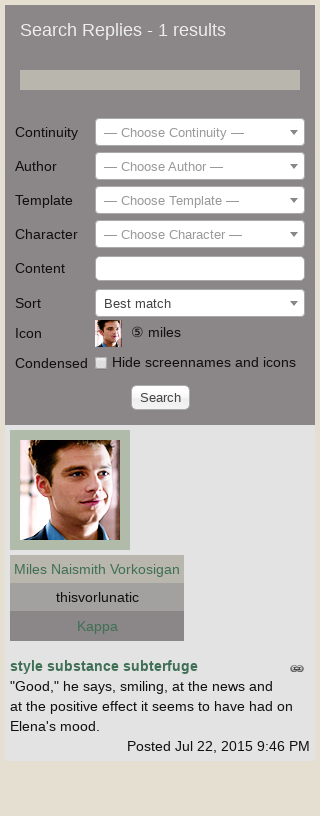 Search Replies - 1 results
Continuity
— Choose Continuity —
Author
— Choose Author —
Template
— Choose Template —
Character
— Choose Character —
Content
Sort
Best match
Icon
⑤ miles
Condensed
Hide screennames and icons
Search
Miles Naismith Vorkosigan
thisvorlunatic
Kappa
style substance subterfuge
"Good," he says, smiling, at the news and
at the positive effect it seems to have had on
Elena's mood.
Posted Jul 22, 2015 9:46 PM